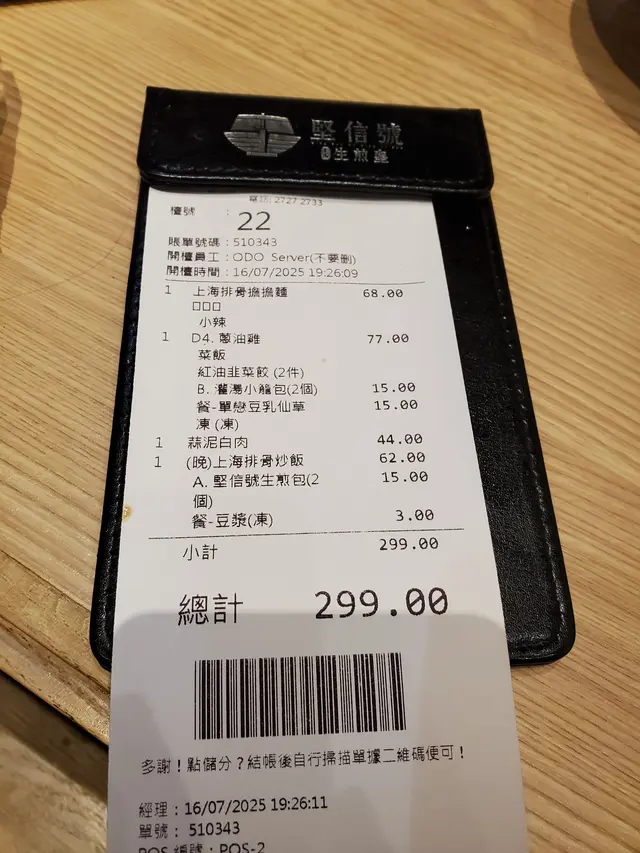 堅信號
生煎皇
電話: 2727 2733
檯號 : 22
賬單號碼 : 510343
開檯員工 : ODO Server(不要刪)
開檯時間 : 16/07/2025 19:26:09
1 上海排骨擔擔麵 68.00
□□□
小辣
1 D4. 蔥油雞 77.00
菜飯
紅油韭菜餃 (2件)
B. 灌湯小籠包(2個) 15.00
餐-單戀豆乳仙草 15.00
凍 (凍)
1 蒜泥白肉 44.00
1 (晚)上海排骨炒飯 62.00
A. 堅信號生煎包(2 15.00
個)
餐-豆漿(凍) 3.00
小計 299.00
總計 299.00
多謝！點儲分？結帳後自行掃描單據二維碼便可！
經理 : 16/07/2025 19:26:11
單號 : 510343
POS 編號 : POS-2